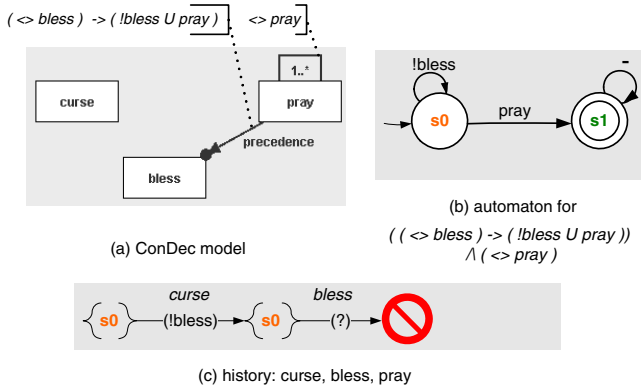 ( <> bless ) -> ( !bless U pray )
<> pray
1..*
curse
pray
precedence
bless
(a) ConDec model
!bless
-
s0
pray
s1
(b) automaton for
( ( <> bless ) -> ( !bless U pray ))
/\ ( <> pray )
curse
bless
{s0}
(!bless)
{s0}
(?)
(c) history: curse, bless, pray